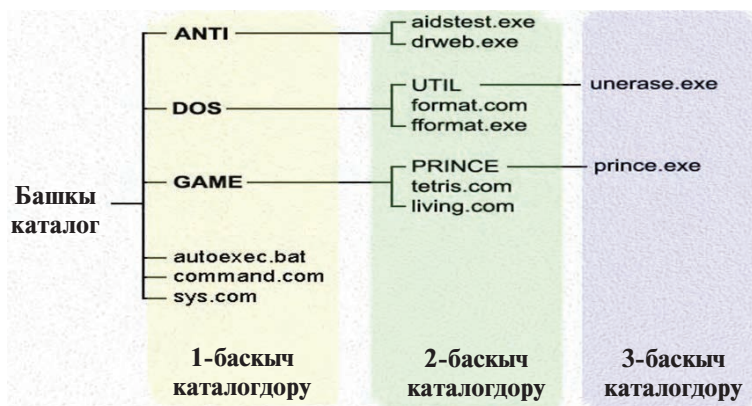 Башкы
каталог
ANTI
aidstest.exe
drweb.exe
DOS
UTIL
unerase.exe
format.com
fformat.exe
GAME
PRINCE
prince.exe
tetris.com
living.com
autoexec.bat
command.com
sys.com
1-баскыч
каталогдору
2-баскыч
каталогдору
3-баскыч
каталогдору